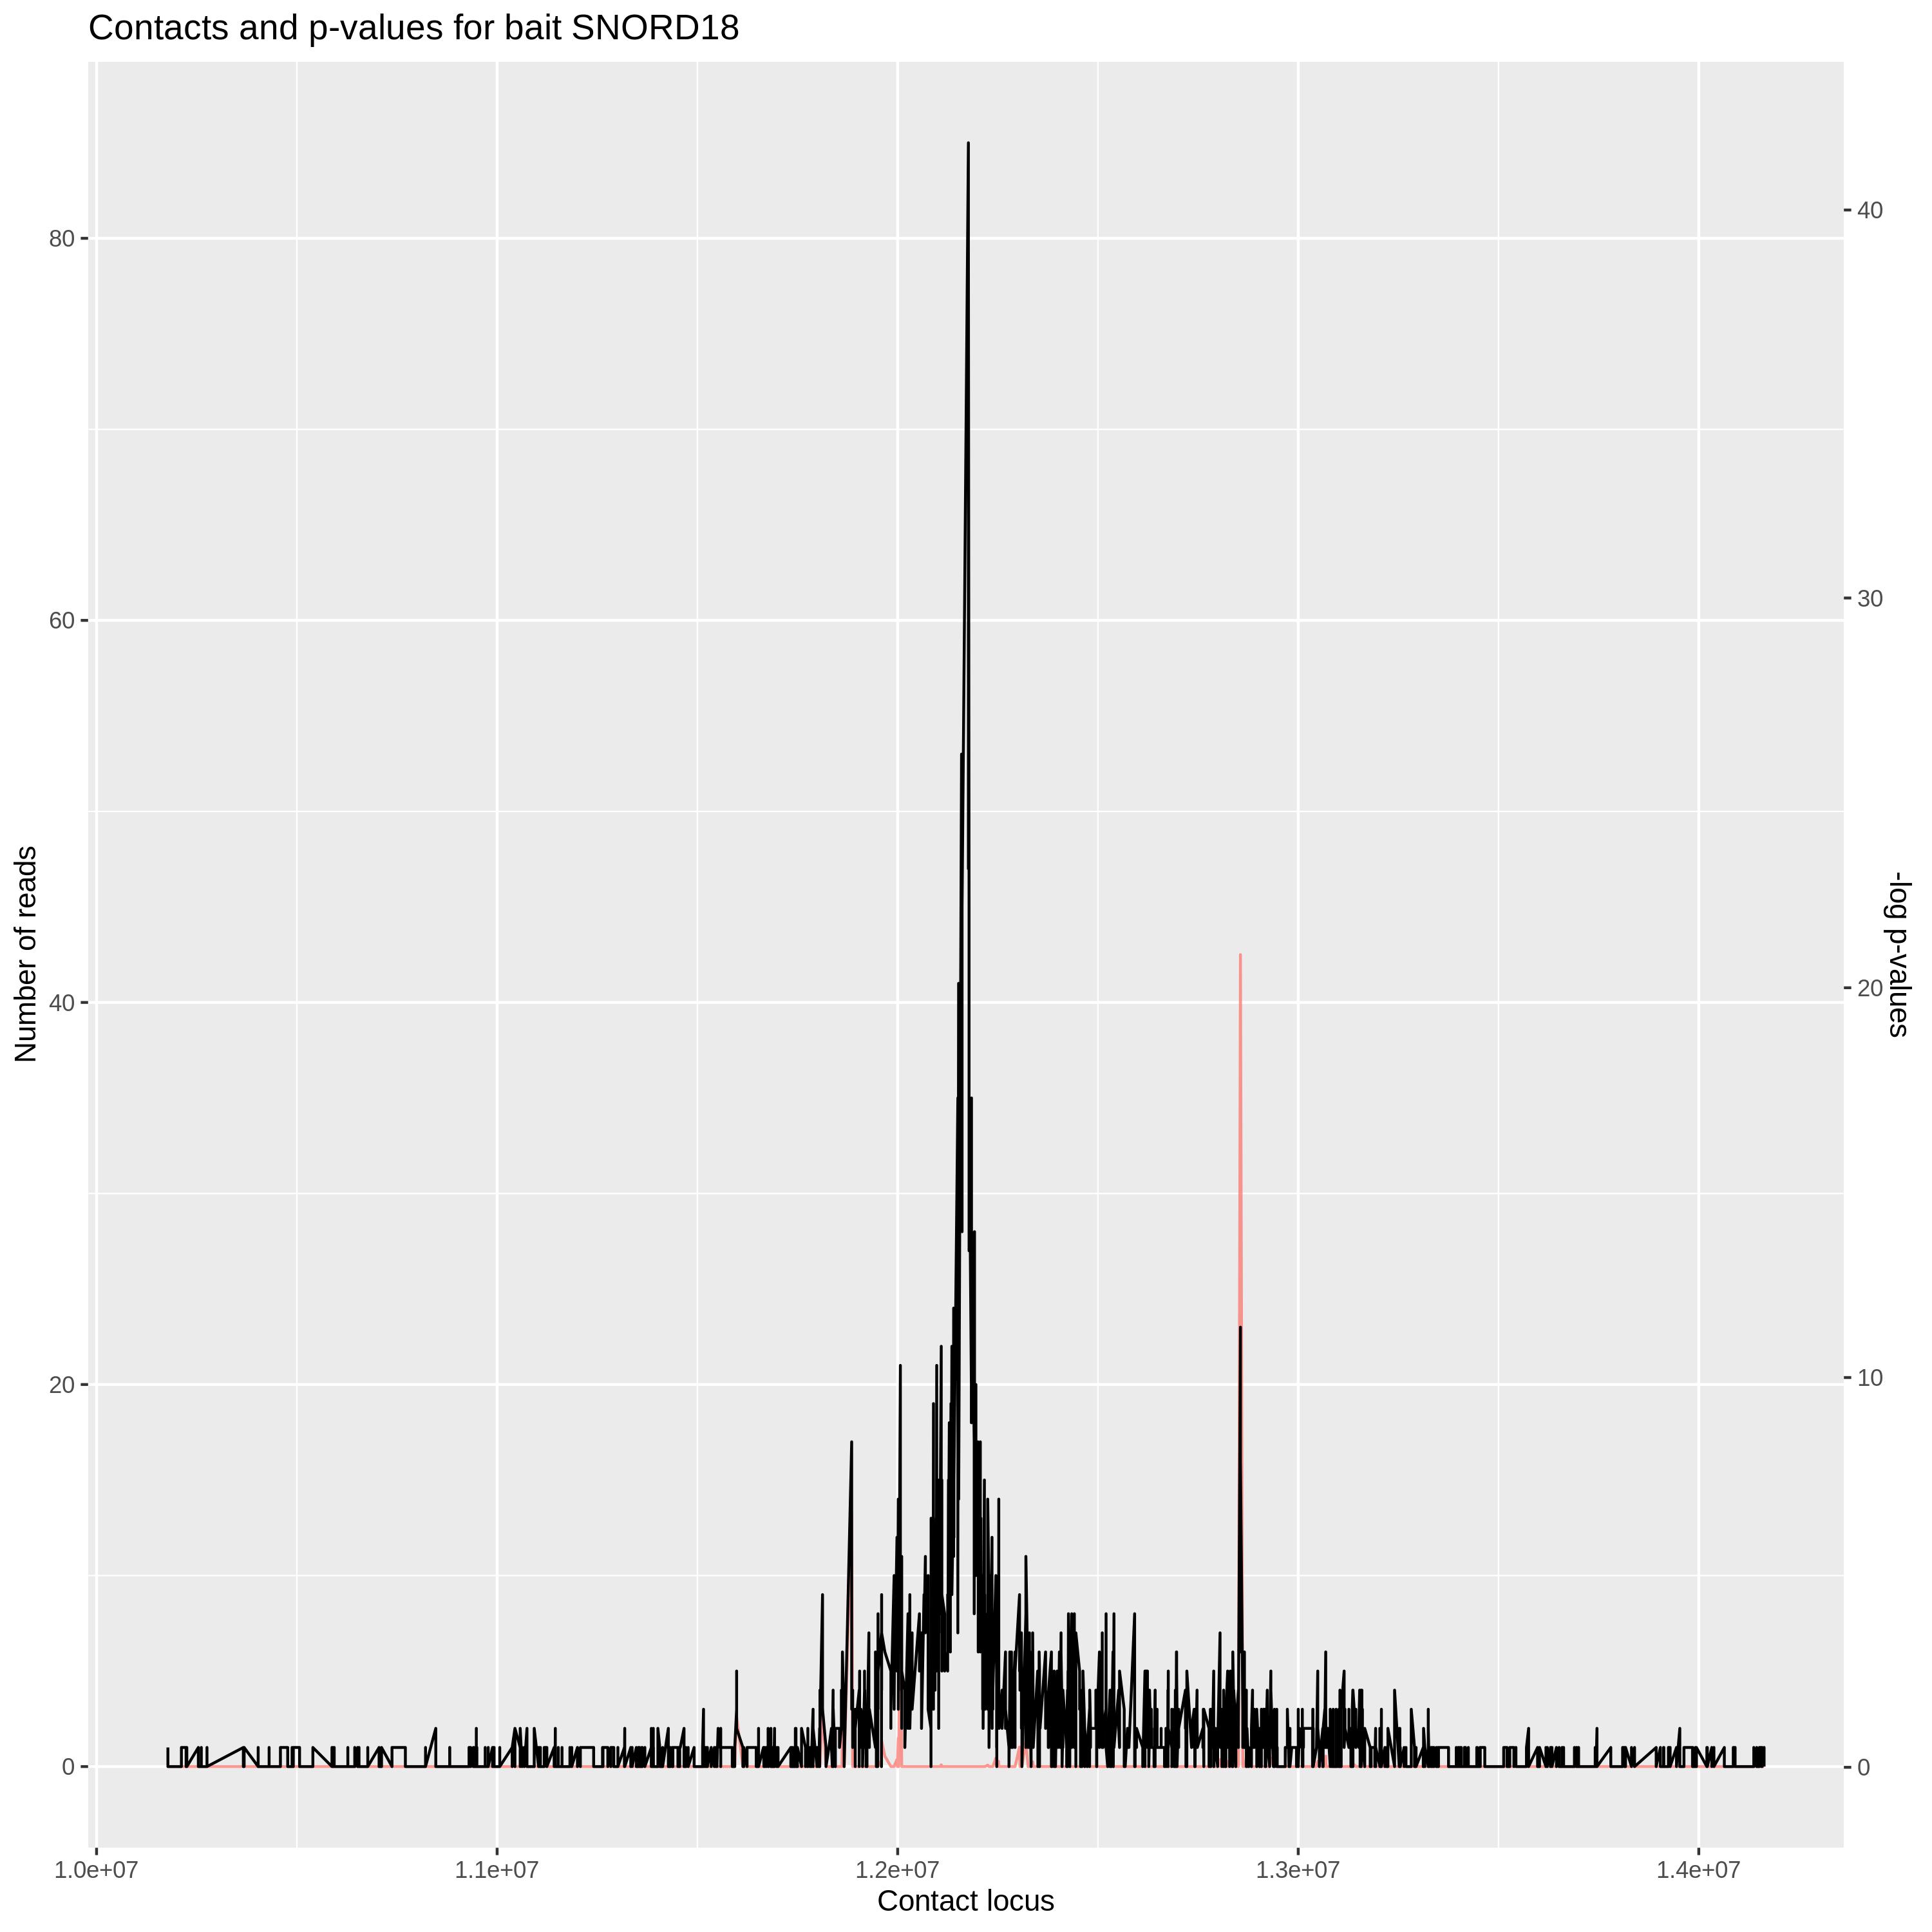 Contacts and p-values for bait SNORD18
80
60
40
20
0
Number of reads
40
30
20
10
0
-log p-values
1.0e+07
1.1e+07
1.2e+07
1.3e+07
1.4e+07
Contact locus